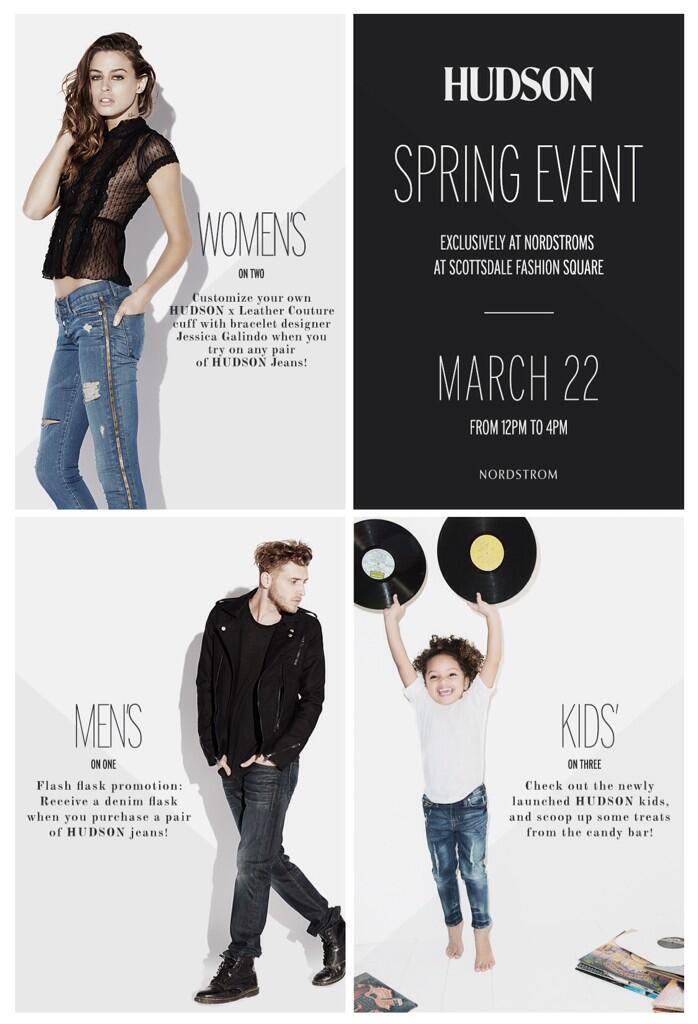 WOMEN'S
ON TWO
Customize your own
HUDSON x Leather Couture
cuff with bracelet designer
Jessica Galindo when you
try on any pair
of HUDSON Jeans!
HUDSON
SPRING EVENT
EXCLUSIVELY AT NORDSTROMS
AT SCOTTSDALE FASHION SQUARE
MARCH 22
FROM 12PM TO 4PM
NORDSTROM
MEN'S
ON ONE
Flash flask promotion:
Receive a denim flask
when you purchase a pair
of HUDSON jeans!
KIDS'
ON THREE
Check out the newly
launched HUDSON kids,
and scoop up some treats
from the candy bar!